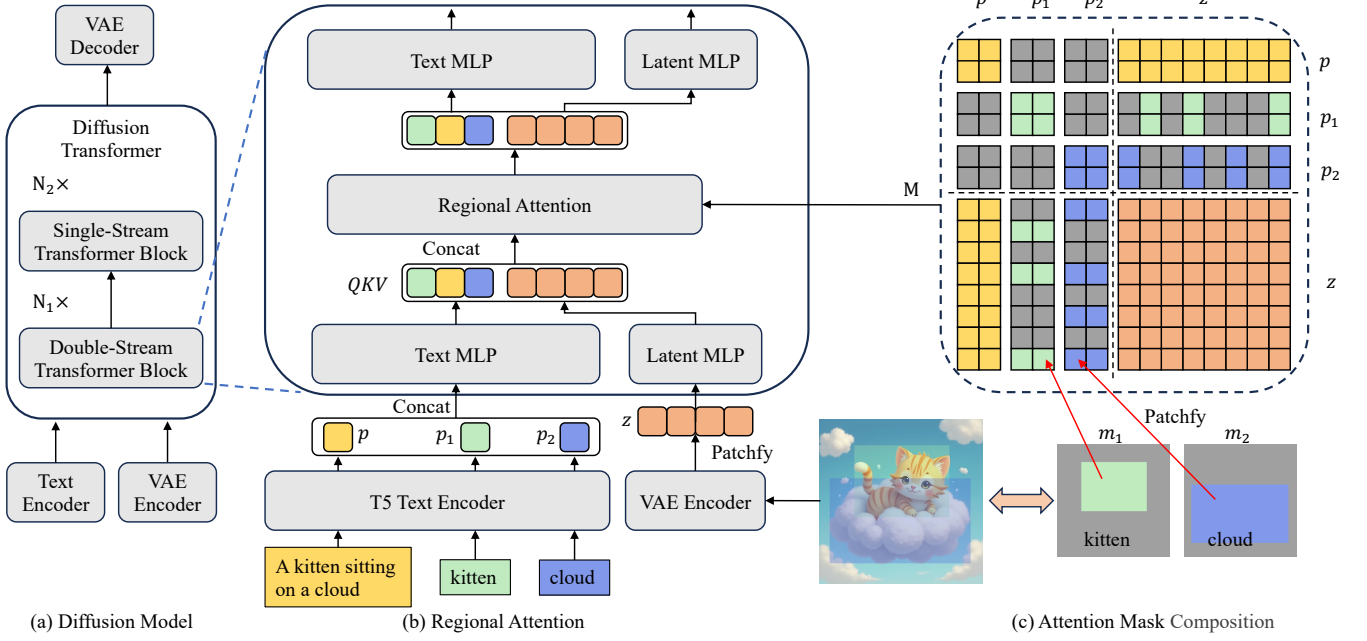 VAE
Decoder
Diffusion
Transformer
N₂×
Single-Stream
Transformer Block
N₁×
Double-Stream
Transformer Block
Text
Encoder
VAE
Encoder
(a) Diffusion Model
Text MLP
Latent MLP
Regional Attention
Concat
QKV
Text MLP
Latent MLP
Concat
p
p₁
p₂
z
Patchfy
T5 Text Encoder
VAE Encoder
A kitten sitting
on a cloud
kitten
cloud
(b) Regional Attention
M
p₁
p₂
p
p₁
p₂
z
Patchfy
m₁
m₂
kitten
cloud
(c) Attention Mask Composition